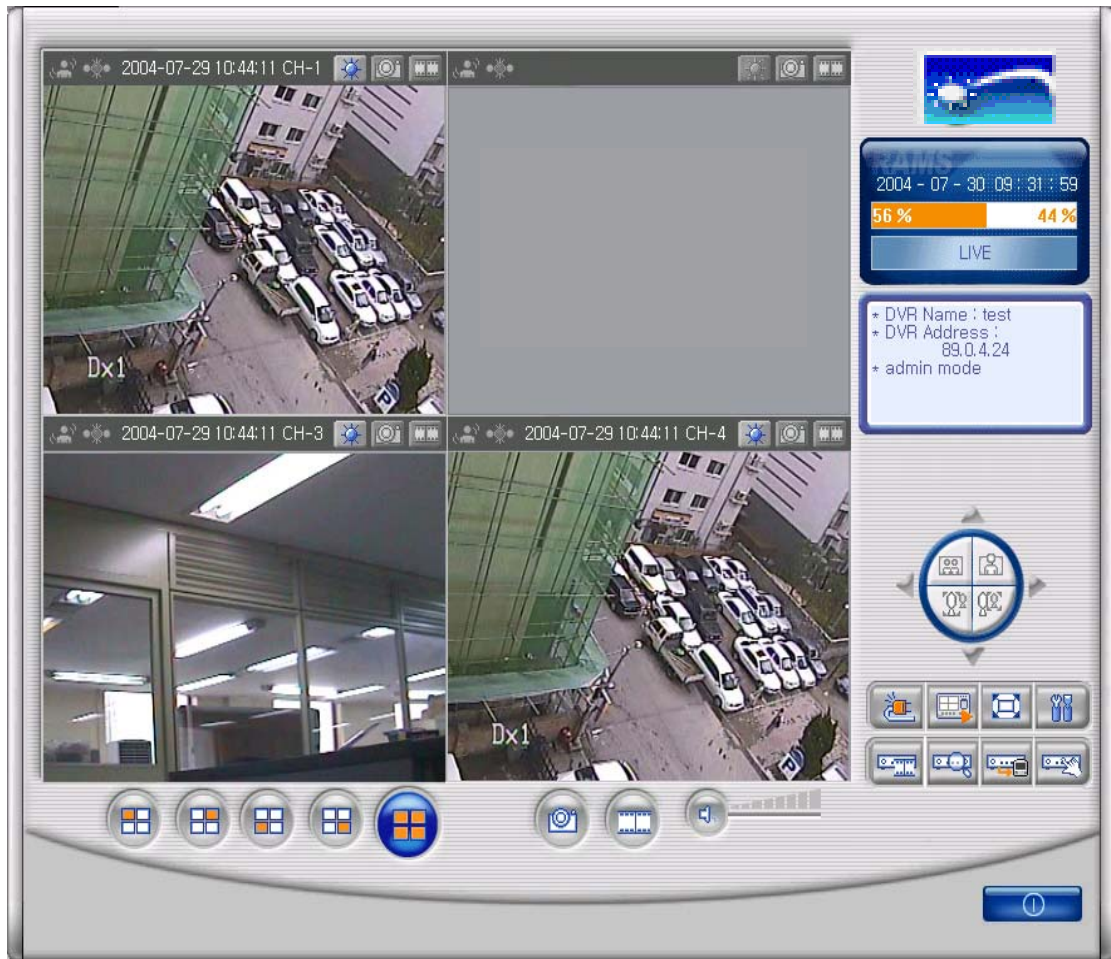 2004-07-29 10:44:11 CH-1
Dx1
2004-07-29 10:44:11 CH-3
2004-07-29 10:44:11 CH-4
Dx1
P
RAMS
2004 - 07 - 30 09 : 31 : 59
56 % 44 %
LIVE
* DVR Name : test
* DVR Address :
89.0.4.24
* admin mode